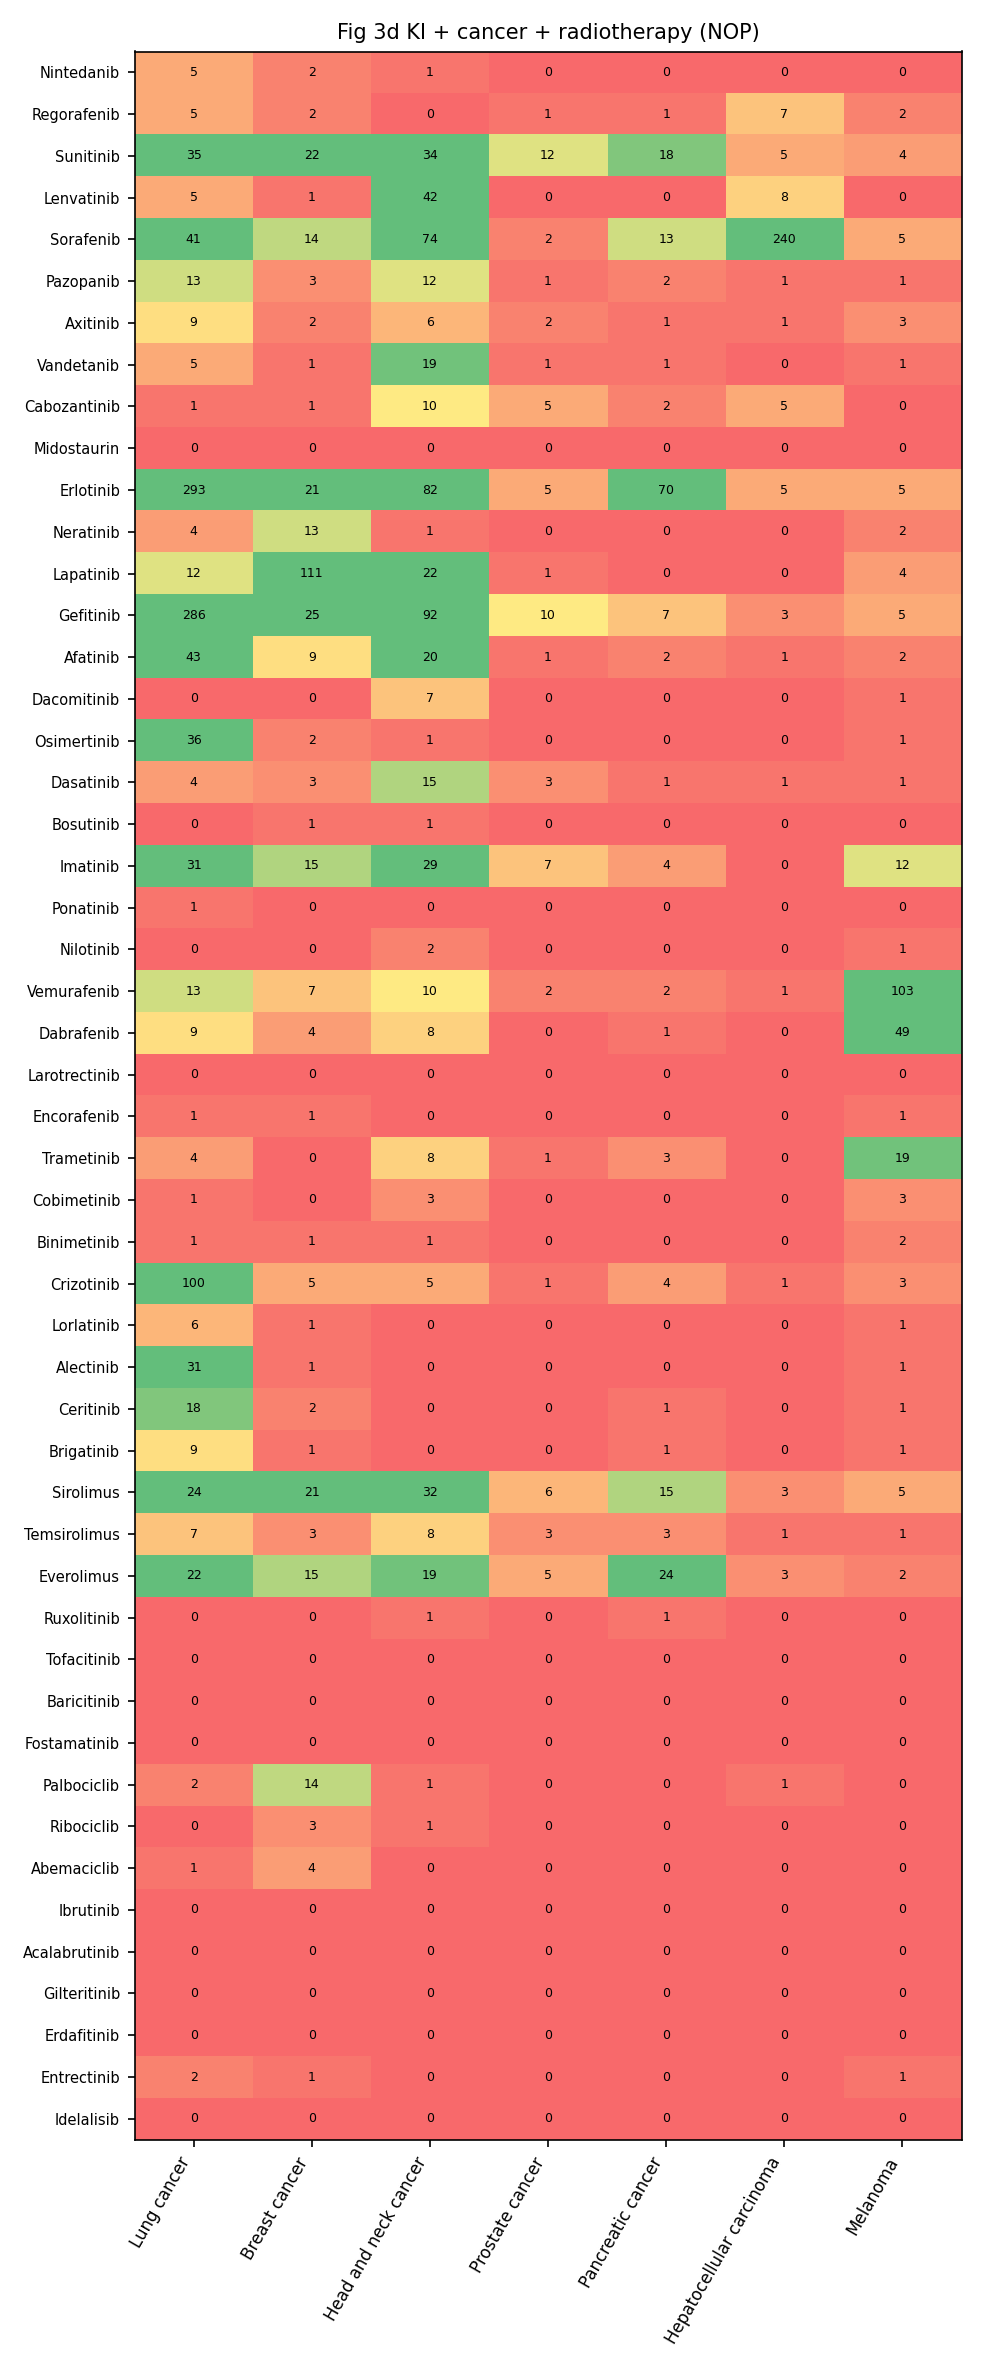 Fig 3d KI + cancer + radiotherapy (NOP)
Nintedanib 5 2 1 0 0 0 0
Regorafenib 5 2 0 1 1 7 2
Sunitinib 35 22 34 12 18 5 4
Lenvatinib 5 1 42 0 0 8 0
Sorafenib 41 14 74 2 13 240 5
Pazopanib 13 3 12 1 2 1 1
Axitinib 9 2 6 2 1 1 3
Vandetanib 5 1 19 1 1 0 1
Cabozantinib 1 1 10 5 2 5 0
Midostaurin 0 0 0 0 0 0 0
Erlotinib 293 21 82 5 70 5 5
Neratinib 4 13 1 0 0 0 2
Lapatinib 12 111 22 1 0 0 4
Gefitinib 286 25 92 10 7 3 5
Afatinib 43 9 20 1 2 1 2
Dacomitinib 0 0 7 0 0 0 1
Osimertinib 36 2 1 0 0 0 1
Dasatinib 4 3 15 3 1 1 1
Bosutinib 0 1 1 0 0 0 0
Imatinib 31 15 29 7 4 0 12
Ponatinib 1 0 0 0 0 0 0
Nilotinib 0 0 2 0 0 0 1
Vemurafenib 13 7 10 2 2 1 103
Dabrafenib 9 4 8 0 1 0 49
Larotrectinib 0 0 0 0 0 0 0
Encorafenib 1 1 0 0 0 0 1
Trametinib 4 0 8 1 3 0 19
Cobimetinib 1 0 3 0 0 0 3
Binimetinib 1 1 1 0 0 0 2
Crizotinib 100 5 5 1 4 1 3
Lorlatinib 6 1 0 0 0 0 1
Alectinib 31 1 0 0 0 0 1
Ceritinib 18 2 0 0 1 0 1
Brigatinib 9 1 0 0 1 0 1
Sirolimus 24 21 32 6 15 3 5
Temsirolimus 7 3 8 3 3 1 1
Everolimus 22 15 19 5 24 3 2
Ruxolitinib 0 0 1 0 1 0 0
Tofacitinib 0 0 0 0 0 0 0
Baricitinib 0 0 0 0 0 0 0
Fostamatinib 0 0 0 0 0 0 0
Palbociclib 2 14 1 0 0 1 0
Ribociclib 0 3 1 0 0 0 0
Abemaciclib 1 4 0 0 0 0 0
Ibrutinib 0 0 0 0 0 0 0
Acalabrutinib 0 0 0 0 0 0 0
Gilteritinib 0 0 0 0 0 0 0
Erdafitinib 0 0 0 0 0 0 0
Entrectinib 2 1 0 0 0 0 1
Idelalisib 0 0 0 0 0 0 0
Lung cancer
Breast cancer
Head and neck cancer
Prostate cancer
Pancreatic cancer
Hepatocellular carcinoma
Melanoma